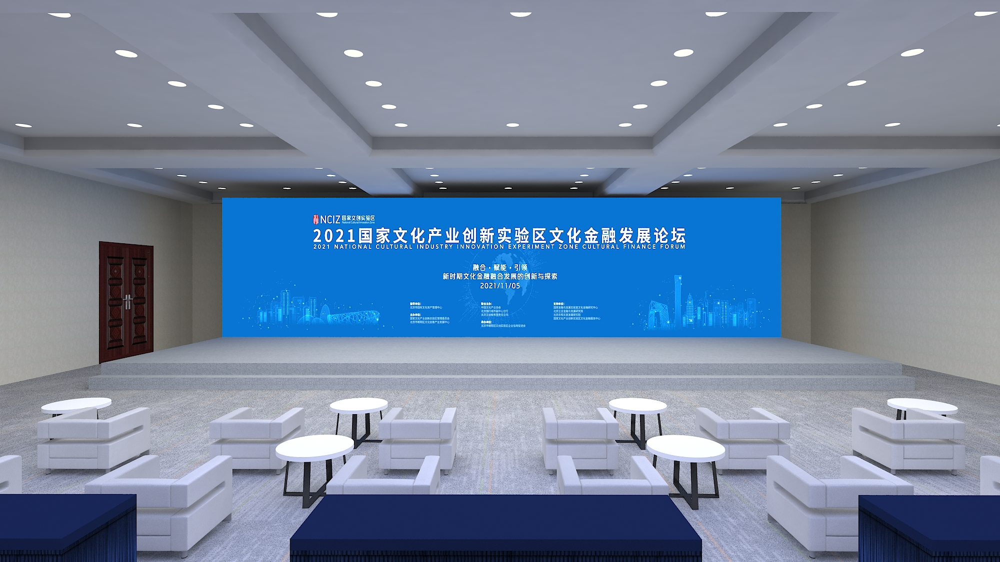 NCIZ 国家文创实验区
National Cultural Innovation Zone
2021国家文化产业创新实验区文化金融发展论坛
2021 NATIONAL CULTURAL INDUSTRY INNOVATION EXPERIMENT ZONE CULTURAL FINANCE FORUM
融合·赋能·引领
新时期文化金融融合发展的创新与探索
2021/11/05
指导单位:
北京市国有文化资产管理中心
主办单位:
国家文化产业创新实验区管理委员会
北京市朝阳区文化创意产业发展中心
联合主办:
中国文化产业协会
北京银行城市副中心分行
北京文创板有限责任公司
承办单位:
北京市朝阳区文创实验区企业信用促进会
支持单位:
国家金融与发展实验室文化金融研究中心
北京立言金融与发展研究院
北京京和文旅发展研究院
国家文化产业创新实验区文化金融服务中心